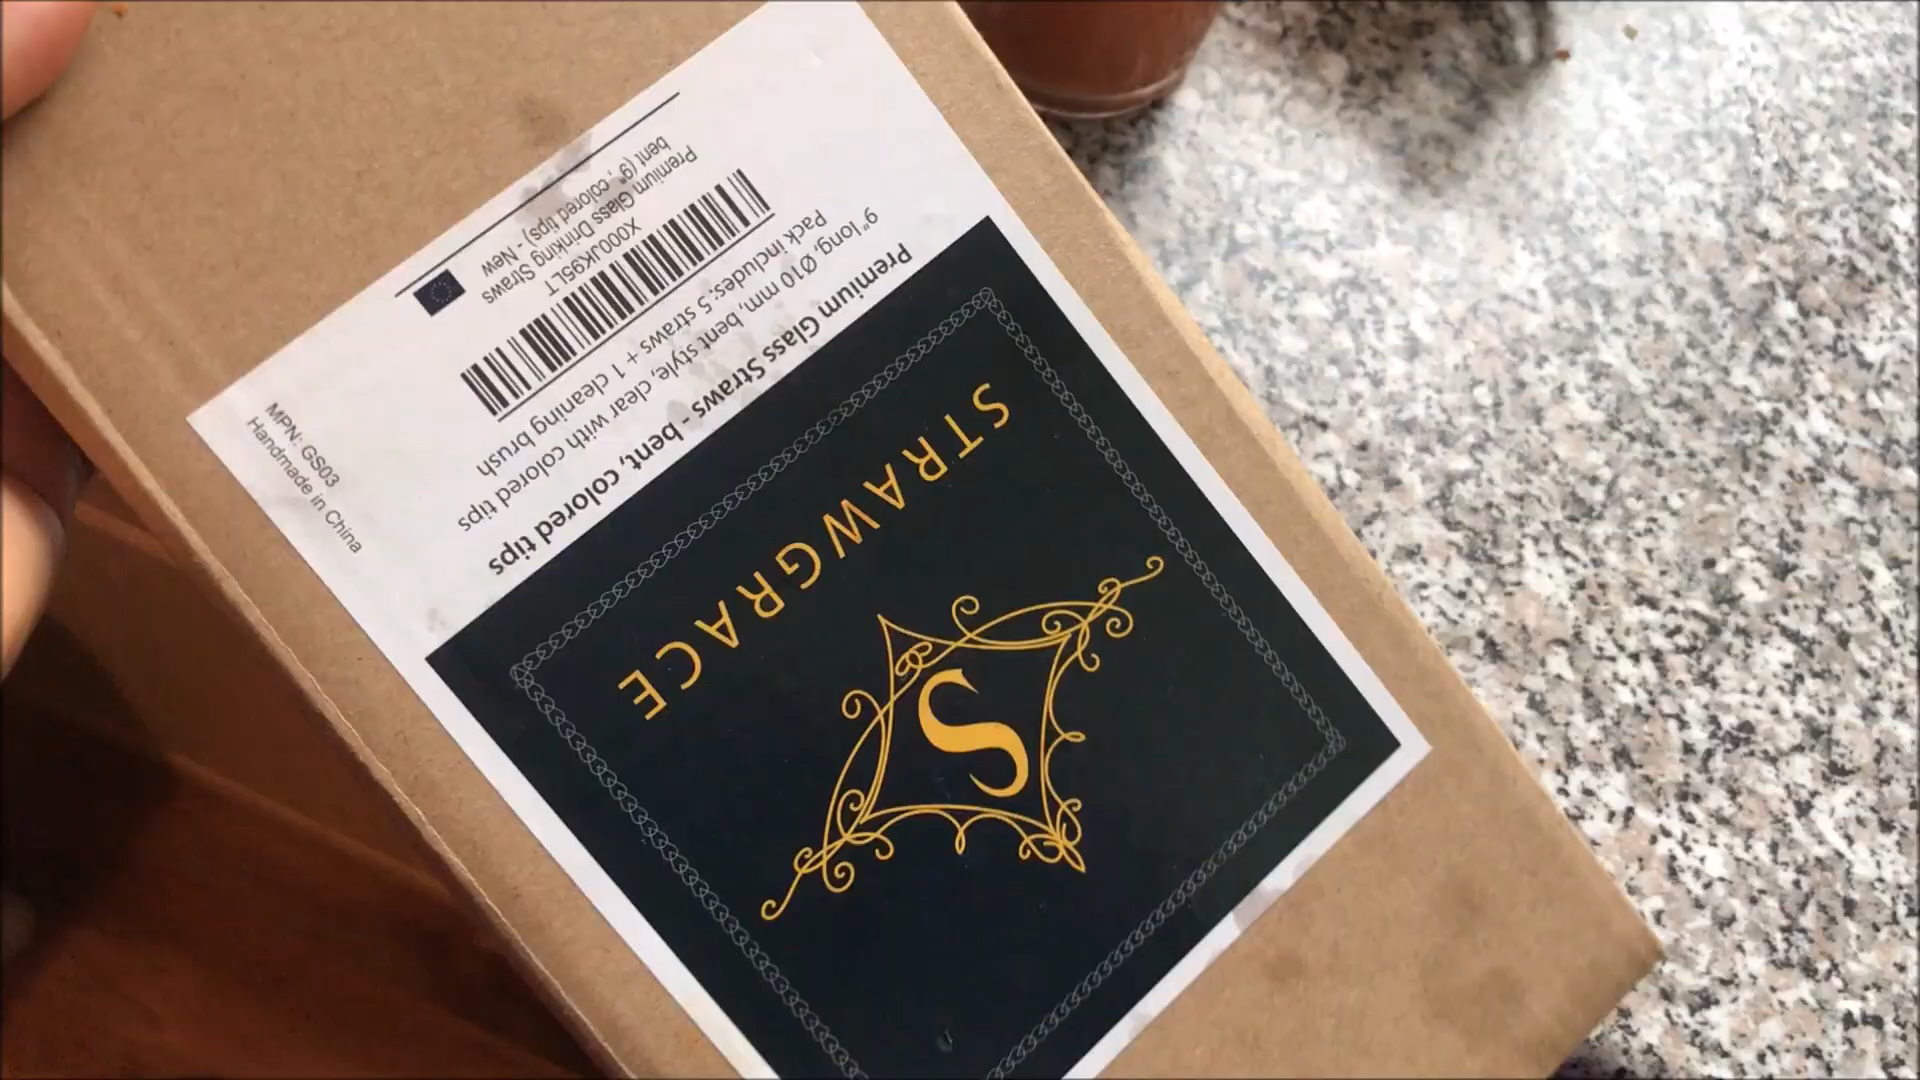 S
STRAWGRACE
Premium Glass Straws - bent, colored tips
9" long, Ø10 mm, bent style, clear with colored tips
Pack includes: 5 straws + 1 cleaning brush
X000JK95LT
Premium Glass Drinking Straws
bent (9", colored tips) - New
MPN: GS03
Handmade in China